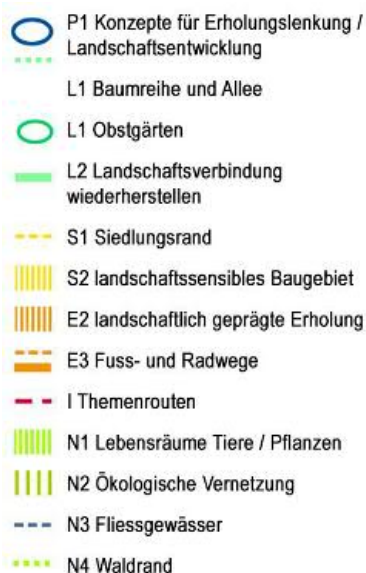 P1 Konzepte für Erholungslenkung /
Landschaftsentwicklung
L1 Baumreihe und Allee
L1 Obstgärten
L2 Landschaftsverbindung
wiederherstellen
S1 Siedlungsrand
S2 landschaftssensibles Baugebiet
E2 landschaftlich geprägte Erholung
E3 Fuss- und Radwege
I Themenrouten
N1 Lebensräume Tiere / Pflanzen
N2 Ökologische Vernetzung
N3 Fliessgewässer
N4 Waldrand